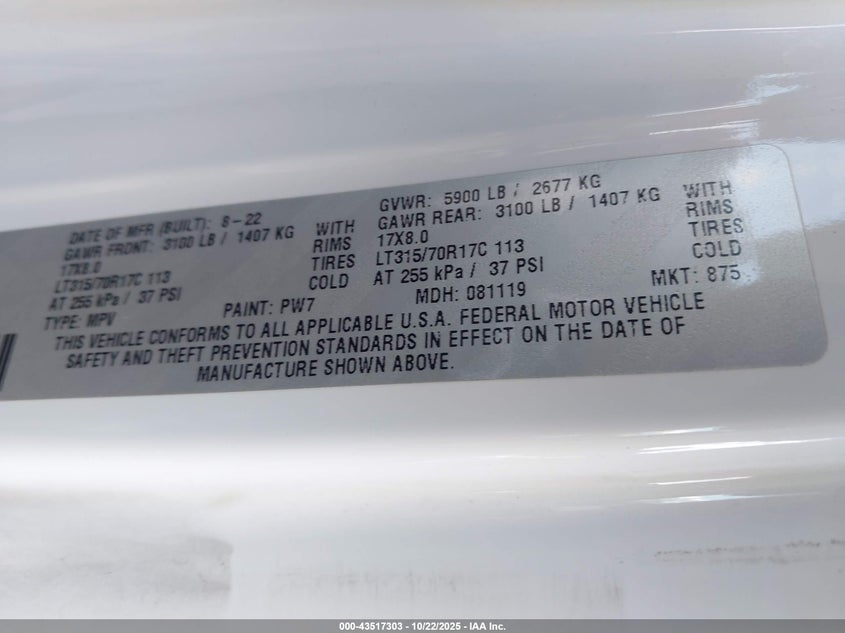 DATE OF MFR (BUILT): 8-22 GVWR: 5900 LB / 2677 KG
GAWR FRONT: 3100 LB / 1407 KG WITH GAWR REAR: 3100 LB / 1407 KG WITH
17X8.0 RIMS 17X8.0 RIMS
LT315/70R17C 113 TIRES LT315/70R17C 113 TIRES
AT 255 kPa / 37 PSI COLD AT 255 kPa / 37 PSI COLD
TYPE: MPV PAINT: PW7 MDH: 081119 MKT: 875
THIS VEHICLE CONFORMS TO ALL APPLICABLE U.S.A. FEDERAL MOTOR VEHICLE
SAFETY AND THEFT PREVENTION STANDARDS IN EFFECT ON THE DATE OF
MANUFACTURE SHOWN ABOVE.
000-43517303 - 10/22/2025 - IAA Inc.